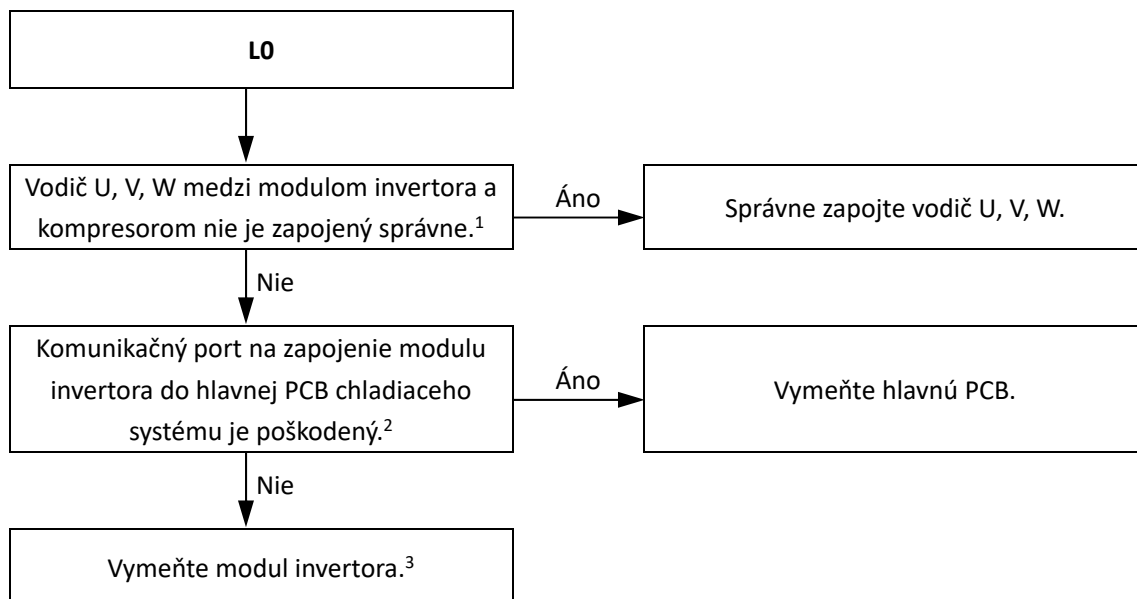 L0
Vodič U, V, W medzi modulom invertora a
kompresorom nie je zapojený správne.¹
Áno
Správne zapojte vodič U, V, W.
Nie
Komunikačný port na zapojenie modulu
invertora do hlavnej PCB chladiaceho
systému je poškodený.²
Áno
Vymeňte hlavnú PCB.
Nie
Vymeňte modul invertora.³